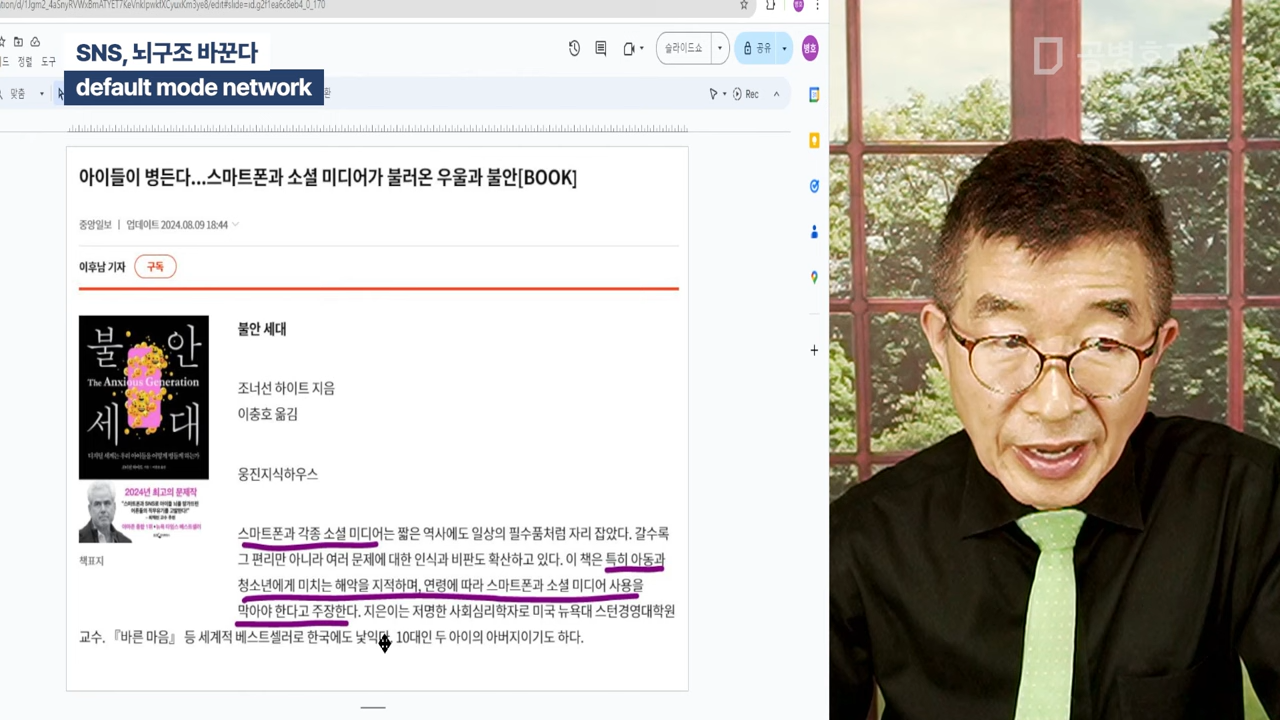 SNS, 뇌구조 바꾼다
default mode network
정렬 도구
맞춤
슬라이드쇼
공유
병호
Rec
아이들이 병든다...스마트폰과 소셜 미디어가 불러온 우울과 불안[BOOK]
중앙일보 | 업데이트 2024.08.09 18:44
이후남 기자 구독
불안
The Anxious Generation
세대
2024년 최고의 문제작
책표지
불안 세대
조너선 하이트 지음
이충호 옮김
웅진지식하우스
스마트폰과 각종 소셜 미디어는 짧은 역사에도 일상의 필수품처럼 자리 잡았다. 갈수록
그 편리만 아니라 여러 문제에 대한 인식과 비판도 확산하고 있다. 이 책은 특히 아동과
청소년에게 미치는 해악을 지적하며, 연령에 따라 스마트폰과 소셜 미디어 사용을
막아야 한다고 주장한다. 지은이는 저명한 사회심리학자로 미국 뉴욕대 스턴경영대학원
교수. 『바른 마음』 등 세계적 베스트셀러로 한국에도 낯익다. 10대인 두 아이의 아버지이기도 하다.